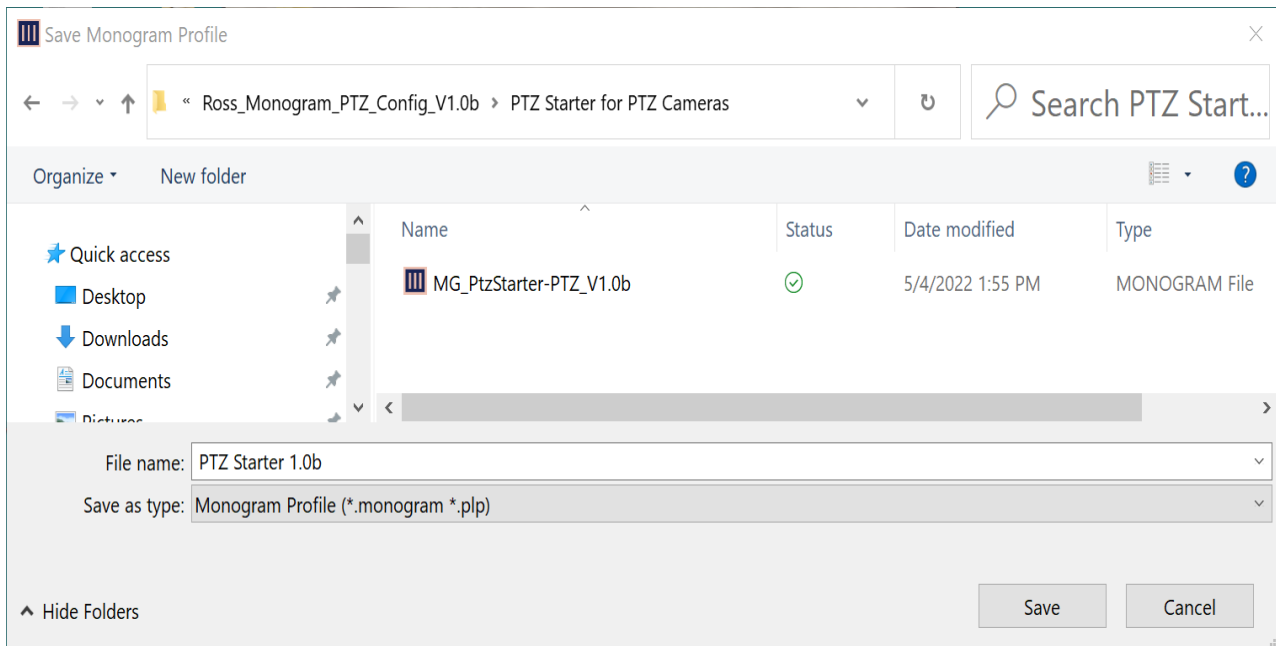 Save Monogram Profile
« Ross_Monogram_PTZ_Config_V1.0b > PTZ Starter for PTZ Cameras
Search PTZ Start...
Organize New folder
?
Name Status Date modified Type
Quick access
MG_PtzStarter-PTZ_V1.0b 5/4/2022 1:55 PM MONOGRAM File
Desktop
Downloads
Documents
Pictures
File name: PTZ Starter 1.0b
Save as type: Monogram Profile (*.monogram *.plp)
Hide Folders Save Cancel